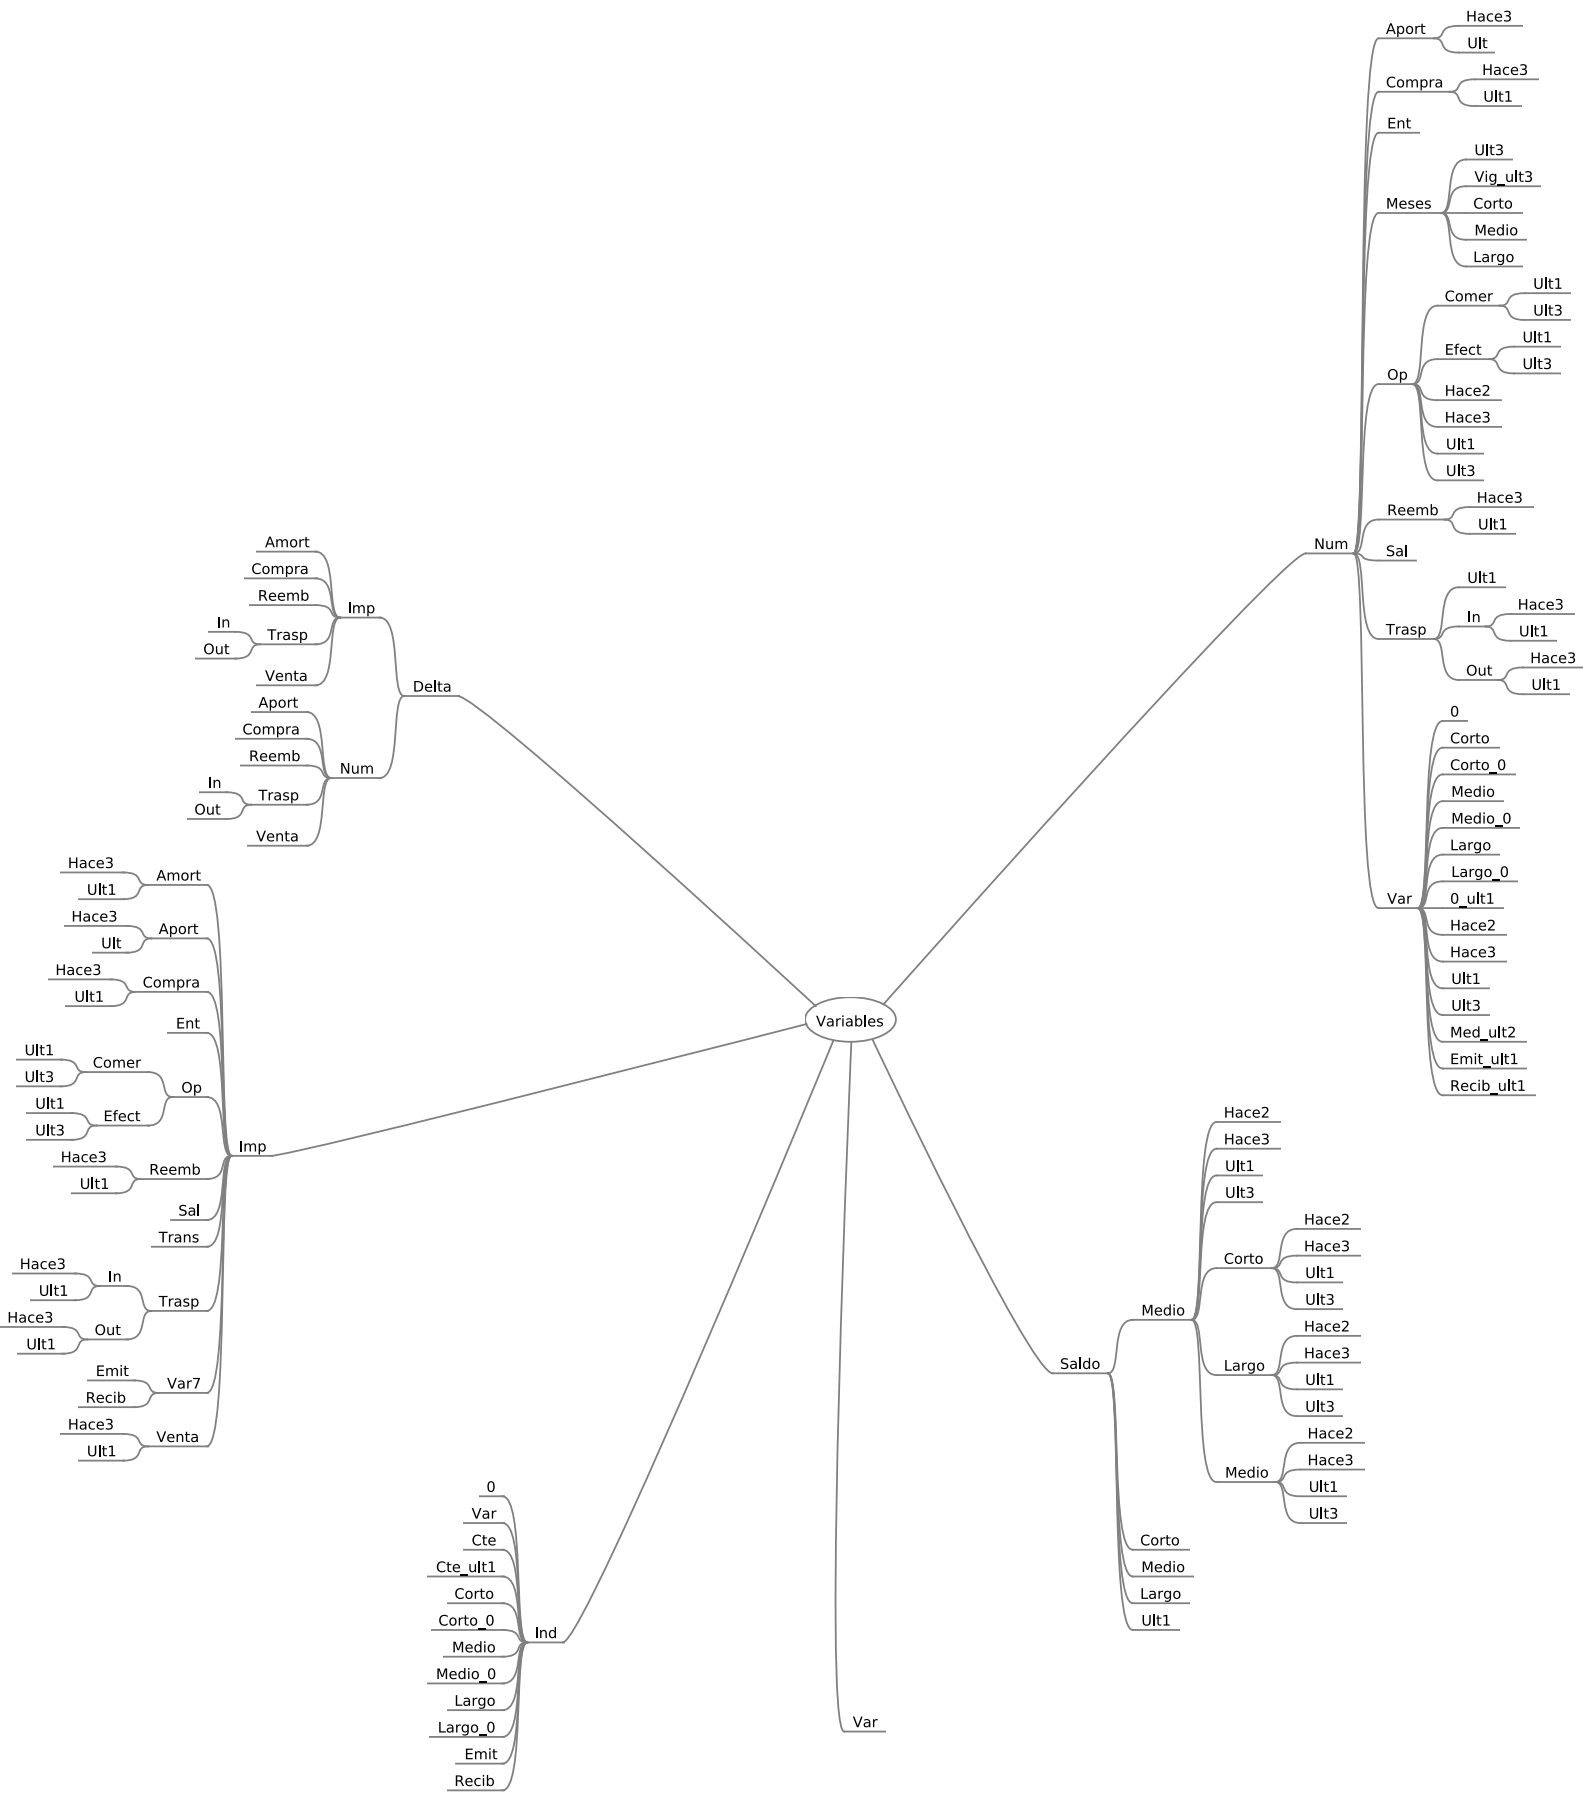 Variables
Delta
Imp
Amort
Compra
Reemb
Trasp
In
Out
Venta
Num
Aport
Compra
Reemb
Trasp
In
Out
Venta
Imp
Amort
Hace3
Ult1
Aport
Hace3
Ult
Compra
Hace3
Ult1
Ent
Op
Comer
Ult1
Ult3
Efect
Ult1
Ult3
Reemb
Hace3
Ult1
Sal
Trans
Trasp
In
Hace3
Ult1
Out
Hace3
Ult1
Var7
Emit
Recib
Venta
Hace3
Ult1
Ind
0
Var
Cte
Cte_ult1
Corto
Corto_0
Medio
Medio_0
Largo
Largo_0
Emit
Recib
Num
Aport
Hace3
Ult
Compra
Hace3
Ult1
Ent
Meses
Ult3
Vig_ult3
Corto
Medio
Largo
Op
Comer
Ult1
Ult3
Efect
Ult1
Ult3
Hace2
Hace3
Ult1
Ult3
Reemb
Hace3
Ult1
Sal
Trasp
Ult1
In
Hace3
Ult1
Out
Hace3
Ult1
Var
0
Corto
Corto_0
Medio
Medio_0
Largo
Largo_0
0_ult1
Hace2
Hace3
Ult1
Ult3
Med_ult2
Emit_ult1
Recib_ult1
Saldo
Medio
Hace2
Hace3
Ult1
Ult3
Corto
Hace2
Hace3
Ult1
Ult3
Largo
Hace2
Hace3
Ult1
Ult3
Medio
Hace2
Hace3
Ult1
Ult3
Corto
Medio
Largo
Ult1
Var